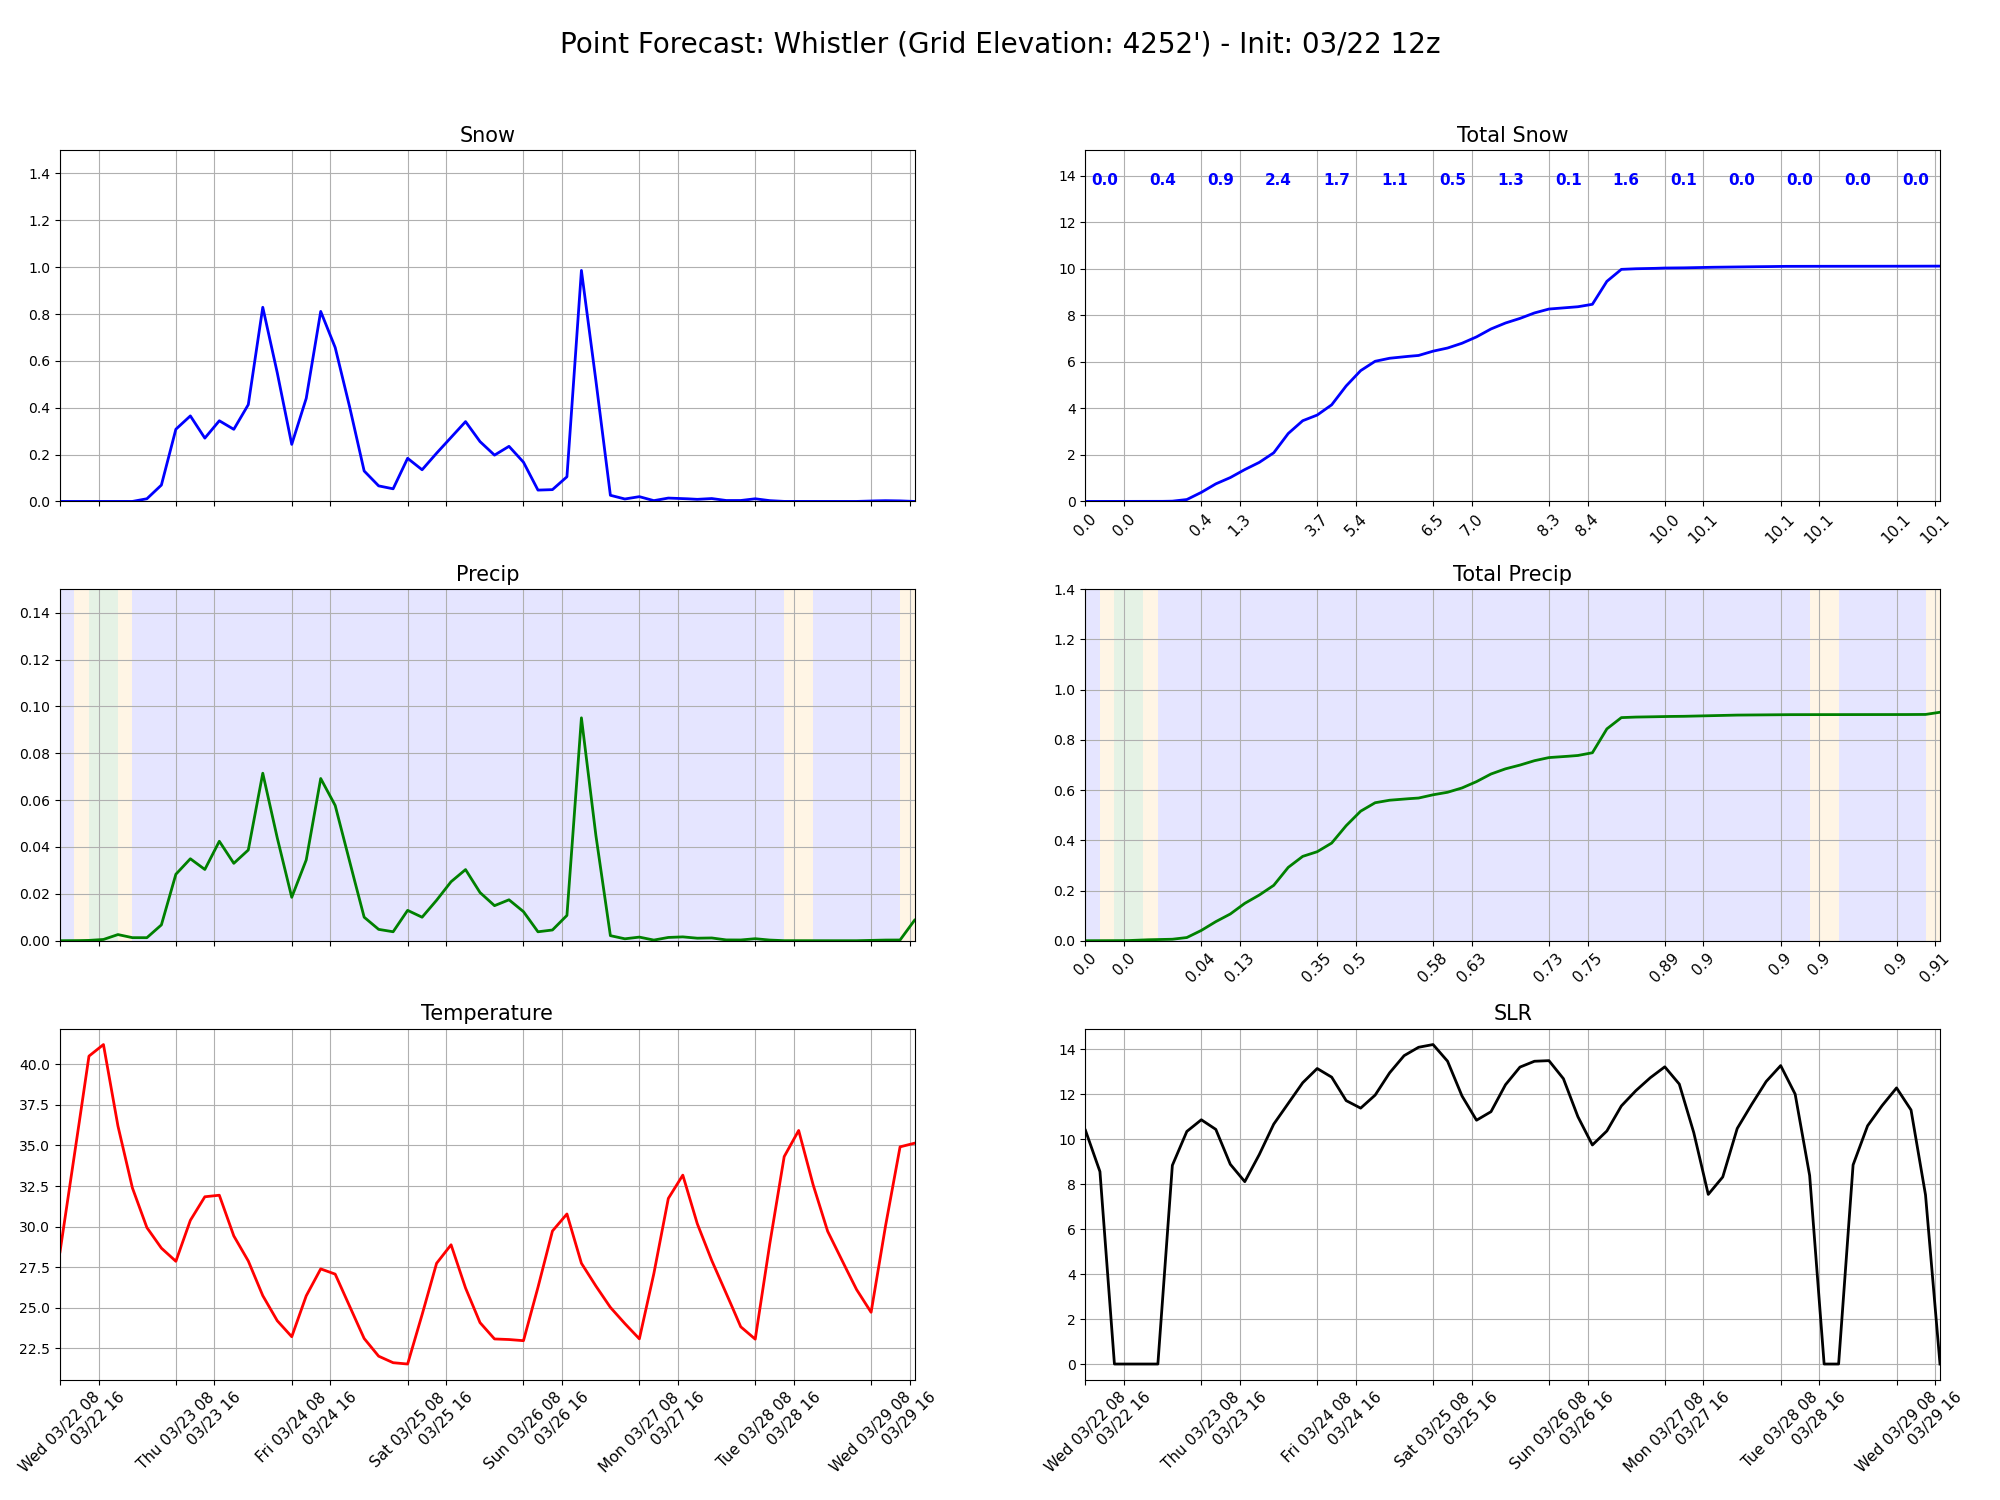 Point Forecast: Whistler (Grid Elevation: 4252') - Init: 03/22 12z
Snow
1.4
1.2
1.0
0.8
0.6
0.4
0.2
0.0
Total Snow
0.0 0.4 0.9 2.4 1.7 1.1 0.5 1.3 0.1 1.6 0.1 0.0 0.0 0.0 0.0
14
12
10
8
6
4
2
0
0.0 0.0 0.4 1.3 3.7 5.4 6.5 7.0 8.3 8.4 10.0 10.1 10.1 10.1 10.1 10.1
Precip
0.14
0.12
0.10
0.08
0.06
0.04
0.02
0.00
Total Precip
1.4
1.2
1.0
0.8
0.6
0.4
0.2
0.0
0.0 0.0 0.04 0.13 0.35 0.5 0.58 0.63 0.73 0.75 0.89 0.9 0.9 0.9 0.9 0.91
Temperature
40.0
37.5
35.0
32.5
30.0
27.5
25.0
22.5
Wed 03/22 08
03/22 16
Thu 03/23 08
03/23 16
Fri 03/24 08
03/24 16
Sat 03/25 08
03/25 16
Sun 03/26 08
03/26 16
Mon 03/27 08
03/27 16
Tue 03/28 08
03/28 16
Wed 03/29 08
03/29 16
SLR
14
12
10
8
6
4
2
0
Wed 03/22 08
03/22 16
Thu 03/23 08
03/23 16
Fri 03/24 08
03/24 16
Sat 03/25 08
03/25 16
Sun 03/26 08
03/26 16
Mon 03/27 08
03/27 16
Tue 03/28 08
03/28 16
Wed 03/29 08
03/29 16